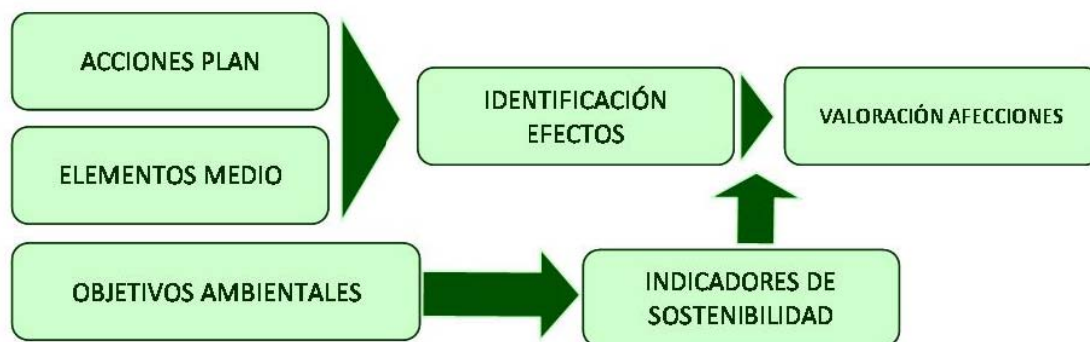 ACCIONES PLAN
ELEMENTOS MEDIO
IDENTIFICACIÓN
EFECTOS
VALORACIÓN AFECCIONES
OBJETIVOS AMBIENTALES
INDICADORES DE
SOSTENIBILIDAD